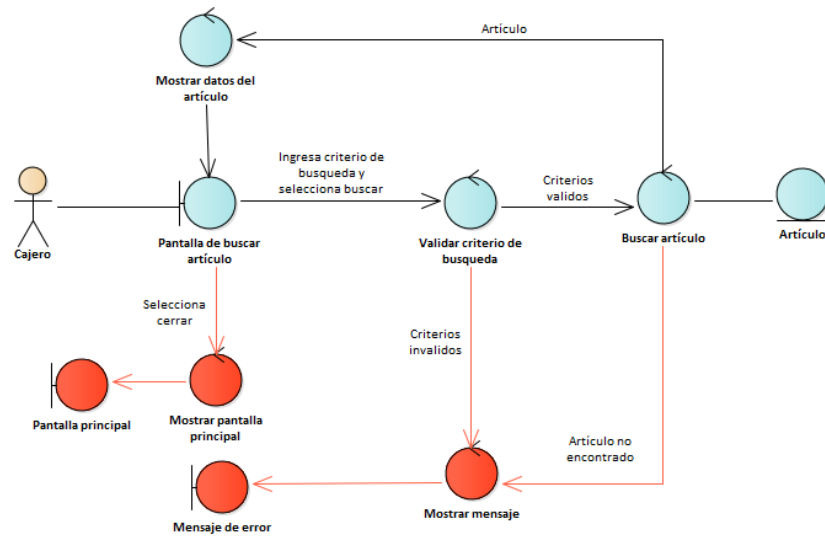 Artículo
Mostrar datos del
artículo
Ingresa criterio de
busqueda y
selecciona buscar
Criterios
validos
Cajero
Pantalla de buscar
artículo
Validar criterio de
busqueda
Buscar artículo
Artículo
Selecciona
cerrar
Criterios
invalidos
Pantalla principal
Mostrar pantalla
principal
Artículo no
encontrado
Mensaje de error
Mostrar mensaje